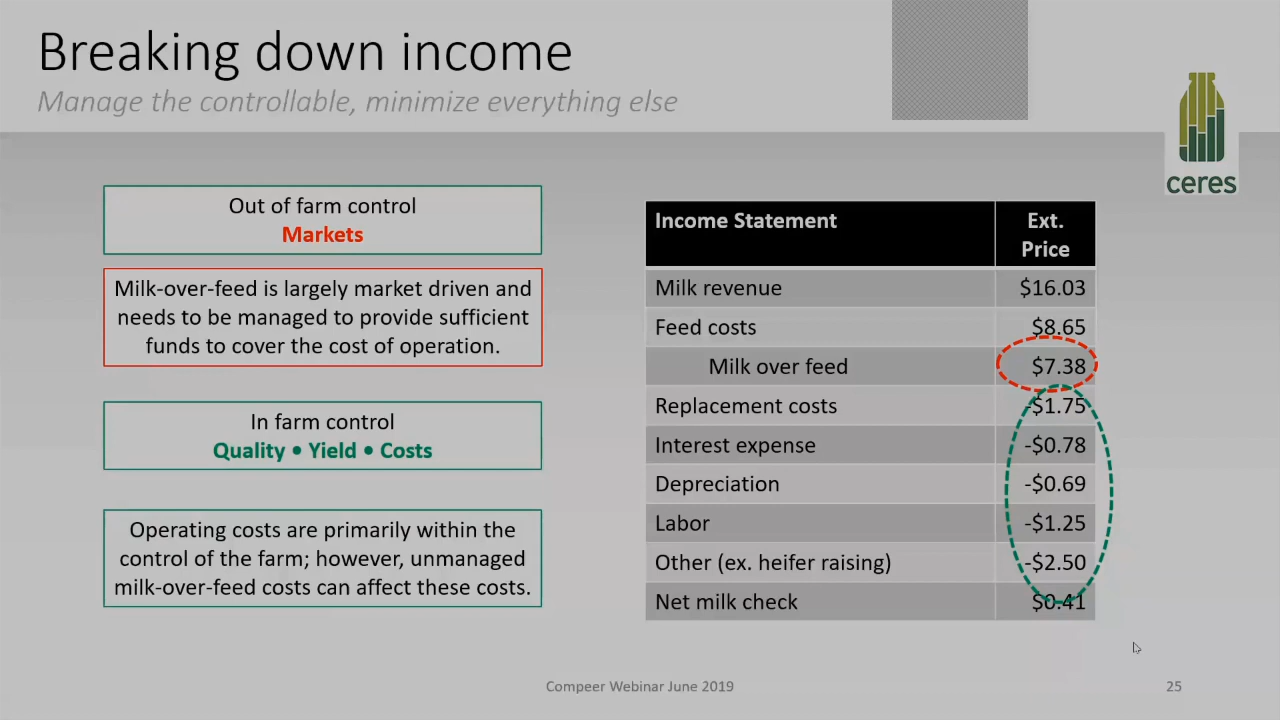 Breaking down income
Manage the controllable, minimize everything else
ceres
Out of farm control
Markets
Milk-over-feed is largely market driven and
needs to be managed to provide sufficient
funds to cover the cost of operation.
In farm control
Quality • Yield • Costs
Operating costs are primarily within the
control of the farm; however, unmanaged
milk-over-feed costs can affect these costs.
Income Statement Ext.
Price
Milk revenue $16.03
Feed costs $8.65
Milk over feed $7.38
Replacement costs -$1.75
Interest expense -$0.78
Depreciation -$0.69
Labor -$1.25
Other (ex. heifer raising) -$2.50
Net milk check $0.41
Compeer Webinar June 2019
25